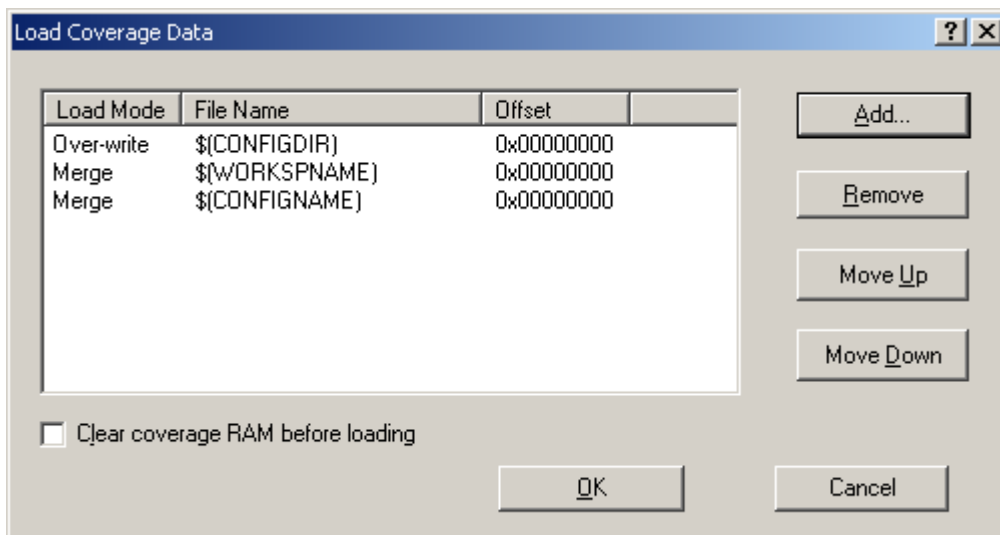 Load Coverage Data
Load Mode File Name Offset
Over-write $(CONFIGDIR) 0x00000000
Merge $(WORKSPNAME) 0x00000000
Merge $(CONFIGNAME) 0x00000000
Add...
Remove
Move Up
Move Down
Clear coverage RAM before loading
OK Cancel